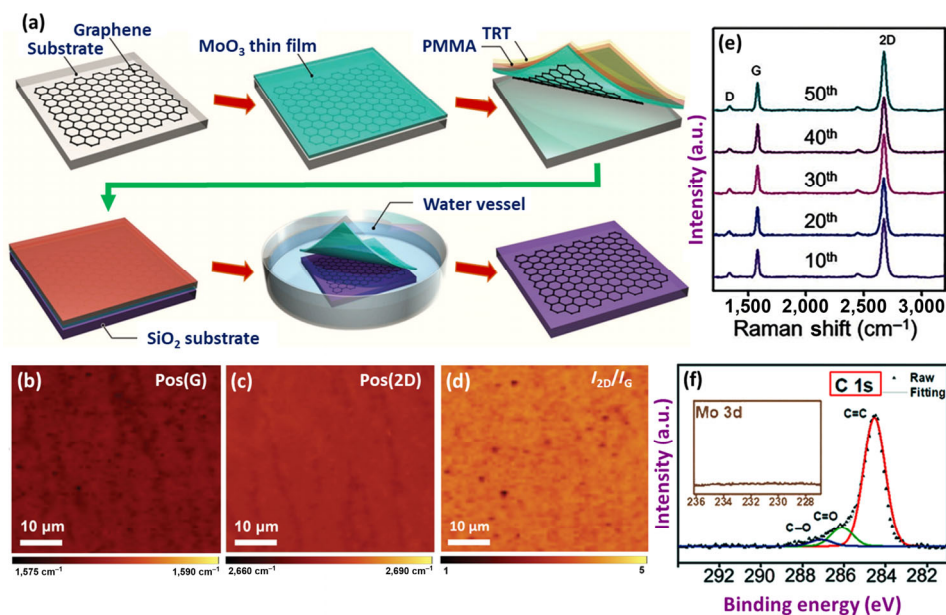 (a)
Graphene
Substrate
MoO₃ thin film
TRT
PMMA
Water vessel
SiO₂ substrate
(b)
Pos(G)
10 µm
1,575 cm⁻¹
1,590 cm⁻¹
(c)
Pos(2D)
10 µm
2,660 cm⁻¹
2,690 cm⁻¹
(d)
I2D/IG
10 µm
1
5
(e)
2D
G
D
50th
40th
30th
20th
10th
Intensity (a.u.)
1,500 2,000 2,500 3,000
Raman shift (cm⁻¹)
(f)
C 1s
Raw
Fitting
C=C
Mo 3d
236 234 232 230 228
C=O
C–O
Intensity (a.u.)
292 290 288 286 284 282
Binding energy (eV)